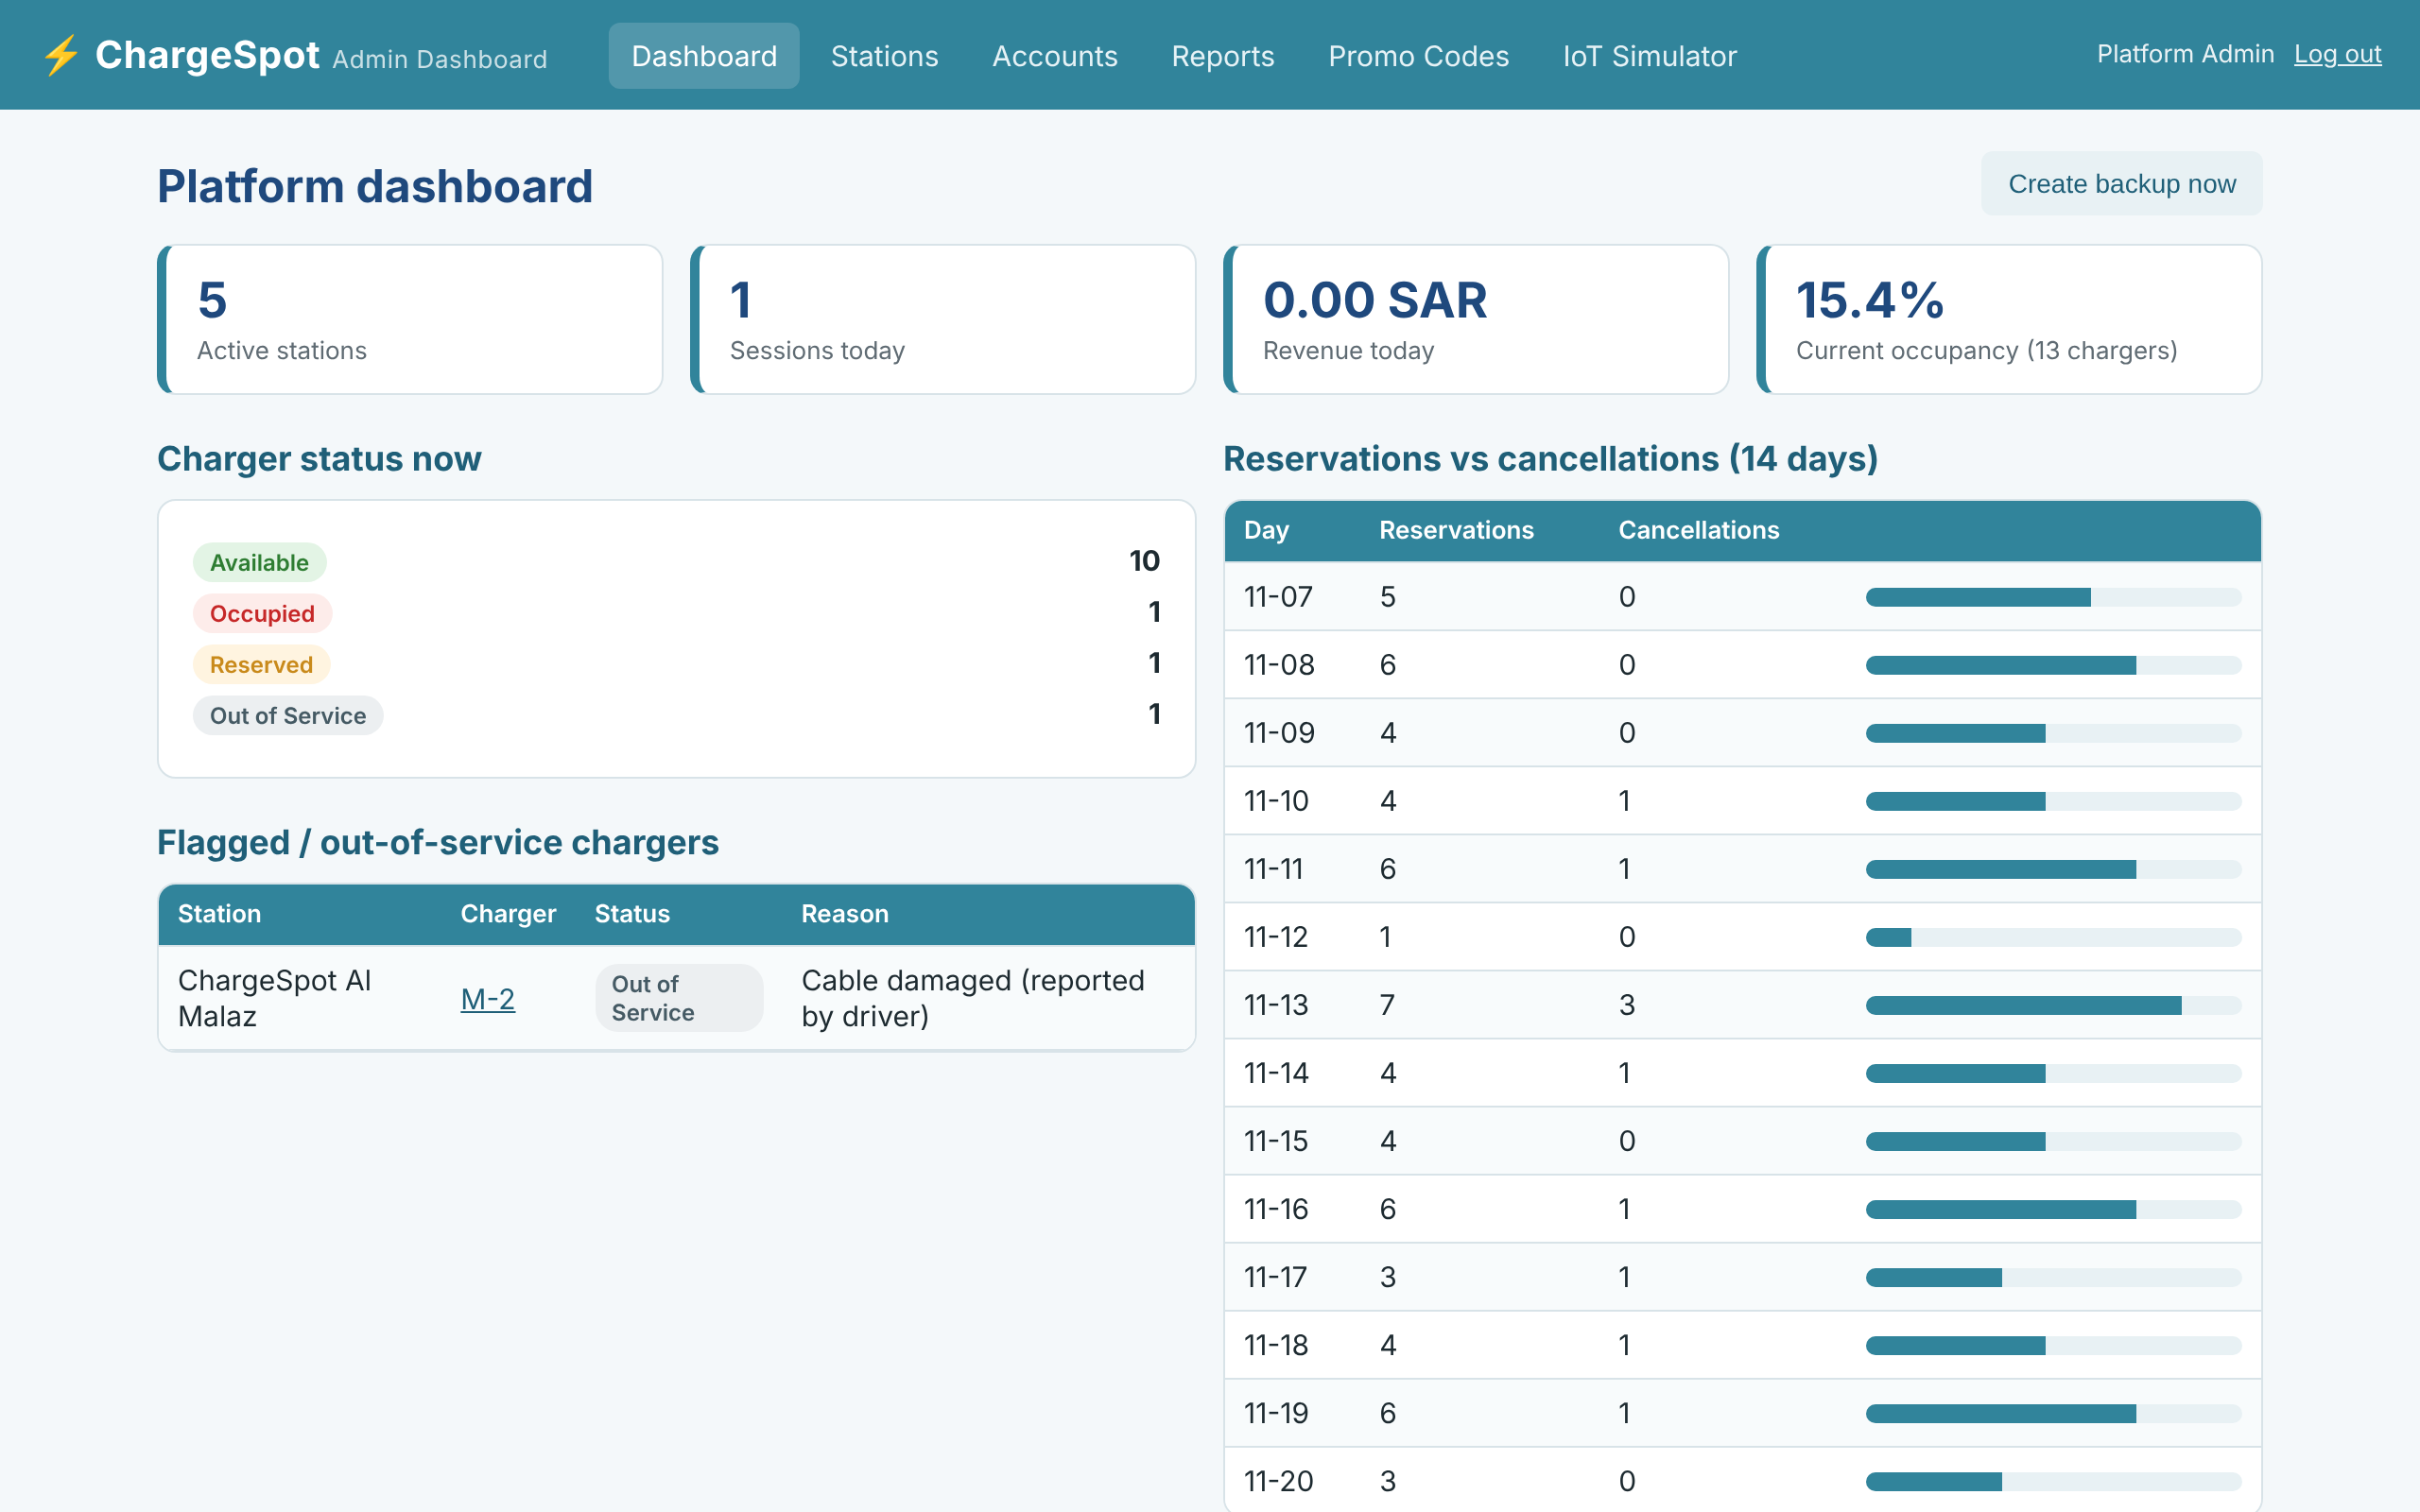 ⚡ ChargeSpot Admin Dashboard Dashboard Stations Accounts Reports Promo Codes IoT Simulator Platform Admin Log out
Platform dashboard
Create backup now
5
Active stations
1
Sessions today
0.00 SAR
Revenue today
15.4%
Current occupancy (13 chargers)
Charger status now
Available 10
Occupied 1
Reserved 1
Out of Service 1
Flagged / out-of-service chargers
Station Charger Status Reason
ChargeSpot Al
Malaz
M-2
Out of
Service
Cable damaged (reported
by driver)
Reservations vs cancellations (14 days)
Day Reservations Cancellations
11-07 5 0
11-08 6 0
11-09 4 0
11-10 4 1
11-11 6 1
11-12 1 0
11-13 7 3
11-14 4 1
11-15 4 0
11-16 6 1
11-17 3 1
11-18 4 1
11-19 6 1
11-20 3 0